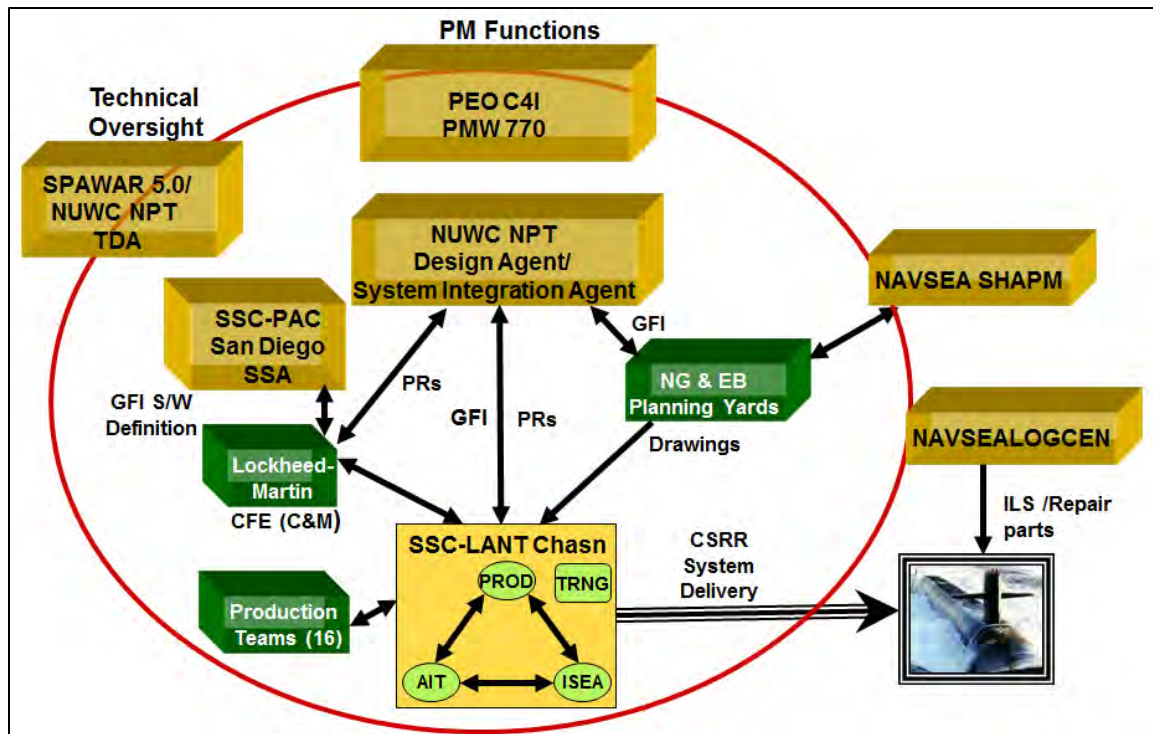 PM Functions
PEO C4I
PMW 770
Technical
Oversight
SPAWAR 5.0/
NUWC NPT
TDA
NUWC NPT
Design Agent/
System Integration Agent
NAVSEA SHAPM
SSC-PAC
San Diego
SSA
GFI
PRs
GFI
PRs
NG & EB
Planning Yards
GFI S/W
Definition
Drawings
NAVSEALOGCEN
Lockheed-
Martin
CFE (C&M)
ILS /Repair
parts
SSC-LANT Chasn
PROD
TRNG
AIT
ISEA
CSRR
System
Delivery
Production
Teams (16)